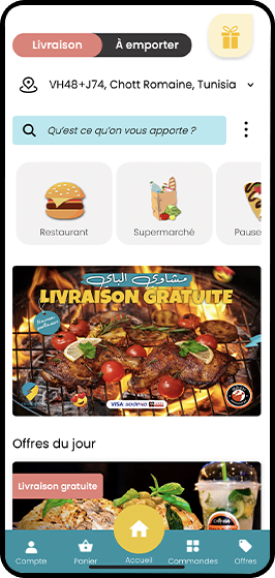 Livraison
À emporter
VH48+J74, Chott Romaine, Tunisia
Qu'est ce qu'on vous apporte ?
Restaurant
Supermarché
Pause
مشاوي الباي
LIVRAISON GRATUITE
VISA
Offres du jour
Livraison gratuite
Compte
Panier
Accueil
Commandes
Offres